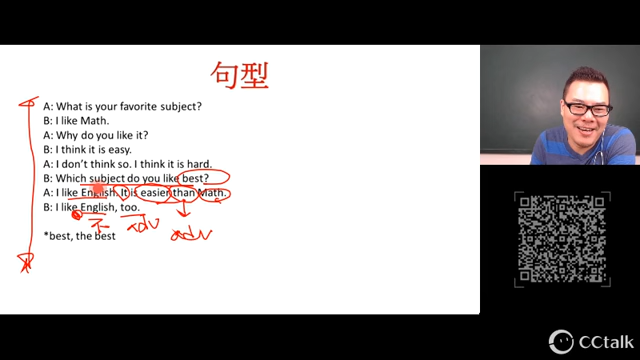 句型
A: What is your favorite subject?
B: I like Math.
A: Why do you like it?
B: I think it is easy.
A: I don't think so. I think it is hard.
B: Which subject do you like best?
A: I like English. It is easier than Math.
B: I like English, too.
adv
adv
*best, the best
CCtalk